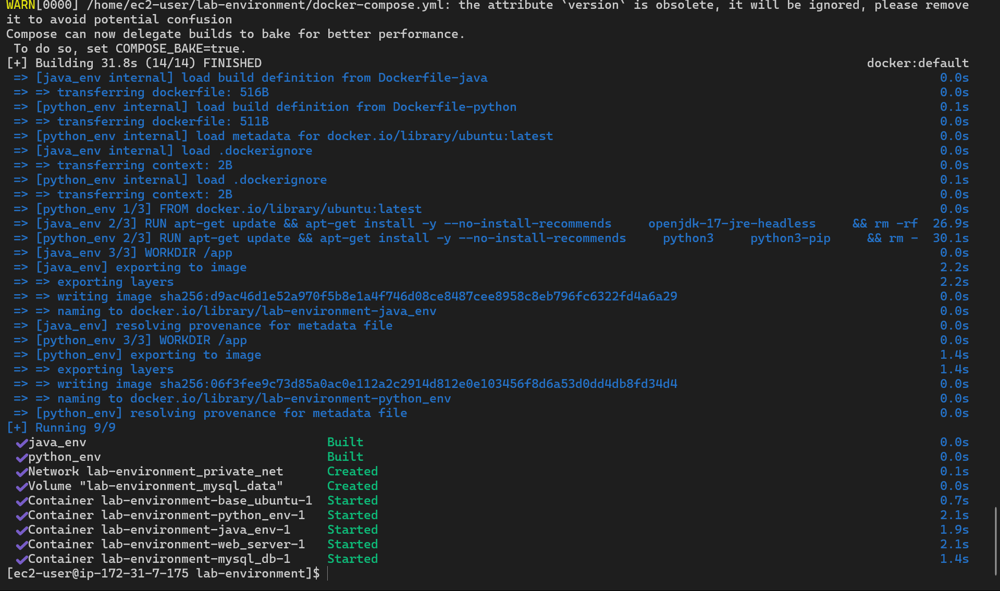 WARN[0000] /home/ec2-user/lab-environment/docker-compose.yml: the attribute `version` is obsolete, it will be ignored, please remove
it to avoid potential confusion
Compose can now delegate builds to bake for better performance.
 To do so, set COMPOSE_BAKE=true.
[+] Building 31.8s (14/14) FINISHED docker:default
 => [java_env internal] load build definition from Dockerfile-java 0.0s
 => => transferring dockerfile: 516B 0.0s
 => [python_env internal] load build definition from Dockerfile-python 0.1s
 => => transferring dockerfile: 511B 0.0s
 => [python_env internal] load metadata for docker.io/library/ubuntu:latest 0.0s
 => [java_env internal] load .dockerignore 0.0s
 => => transferring context: 2B 0.0s
 => [python_env internal] load .dockerignore 0.1s
 => => transferring context: 2B 0.0s
 => [python_env 1/3] FROM docker.io/library/ubuntu:latest 0.0s
 => [java_env 2/3] RUN apt-get update && apt-get install -y --no-install-recommends     openjdk-17-jre-headless     && rm -rf 26.9s
 => [python_env 2/3] RUN apt-get update && apt-get install -y --no-install-recommends     python3     python3-pip     && rm - 30.1s
 => [java_env 3/3] WORKDIR /app 0.0s
 => [java_env] exporting to image 2.2s
 => => exporting layers 2.2s
 => => writing image sha256:d9ac46d1e52a970f5b8e1a4f746d08ce8487cee8958c8eb796fc6322fd4a6a29 0.0s
 => => naming to docker.io/library/lab-environment-java_env 0.0s
 => [java_env] resolving provenance for metadata file 0.0s
 => [python_env 3/3] WORKDIR /app 0.0s
 => [python_env] exporting to image 1.4s
 => => exporting layers 1.4s
 => => writing image sha256:06f3fee9c73d85a0ac0e112a2c2914d812e0e103456f8d6a53d0dd4db8fd34d4 0.0s
 => => naming to docker.io/library/lab-environment-python_env 0.0s
 => [python_env] resolving provenance for metadata file 0.0s
[+] Running 9/9
 ✔java_env Built 0.0s
 ✔python_env Built 0.0s
 ✔Network lab-environment_private_net Created 0.1s
 ✔Volume "lab-environment_mysql_data" Created 0.0s
 ✔Container lab-environment-base_ubuntu-1 Started 0.7s
 ✔Container lab-environment-python_env-1 Started 2.1s
 ✔Container lab-environment-java_env-1 Started 1.9s
 ✔Container lab-environment-web_server-1 Started 2.1s
 ✔Container lab-environment-mysql_db-1 Started 1.4s
[ec2-user@ip-172-31-7-175 lab-environment]$